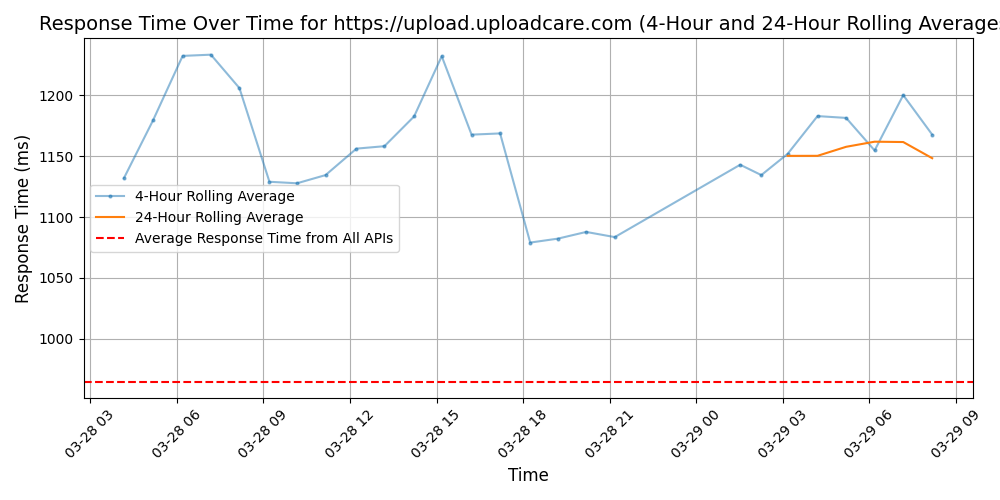 Response Time Over Time for https://upload.uploadcare.com (4-Hour and 24-Hour Rolling Average
Response Time (ms)
1200
1150
1100
1050
1000
4-Hour Rolling Average
24-Hour Rolling Average
Average Response Time from All APIs
03-28 03
03-28 06
03-28 09
03-28 12
03-28 15
03-28 18
03-28 21
03-29 00
03-29 03
03-29 06
03-29 09
Time